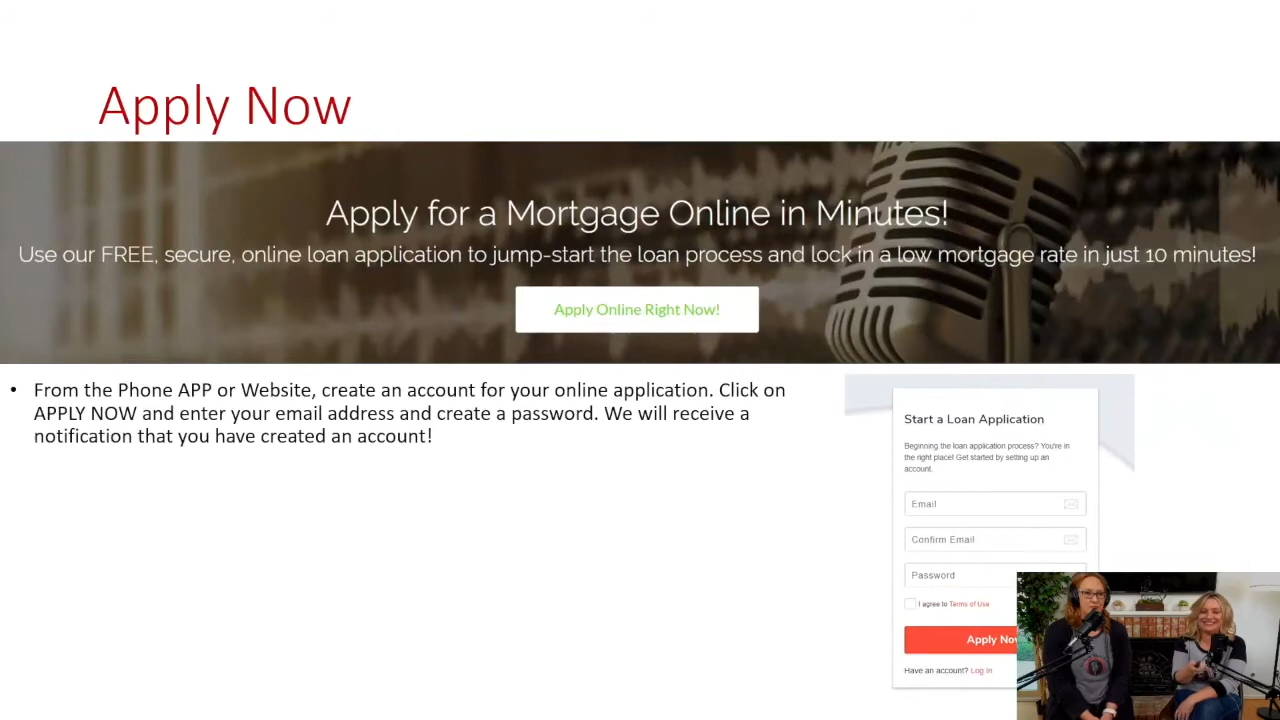 Apply Now
Apply for a Mortgage Online in Minutes!
Use our FREE, secure, online loan application to jump-start the loan process and lock in a low mortgage rate in just 10 minutes!
Apply Online Right Now!
• From the Phone APP or Website, create an account for your online application. Click on
APPLY NOW and enter your email address and create a password. We will receive a
notification that you have created an account!
Start a Loan Application
Beginning the loan application process? You're in
the right place! Get started by setting up an
account.
Email
Confirm Email
Password
I agree to Terms of Use
Apply
Have an account? Log in